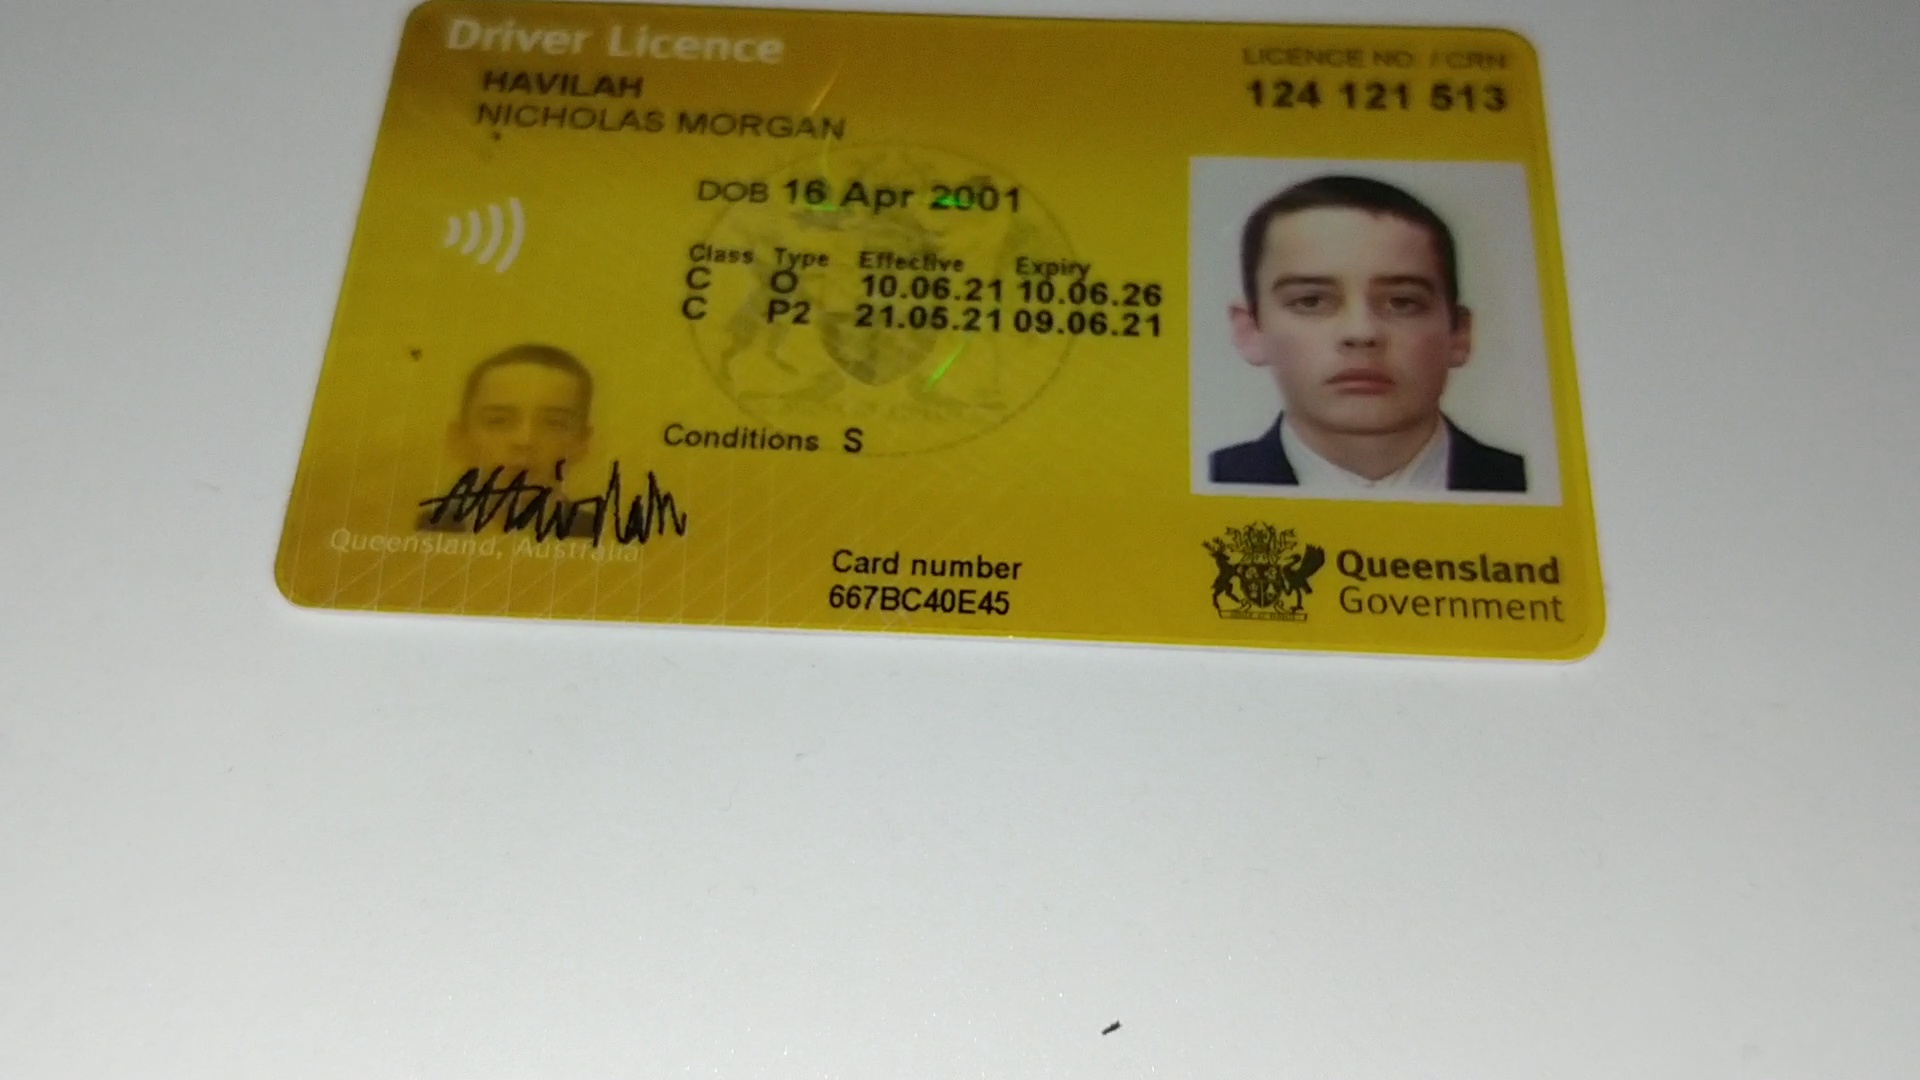 Driver Licence
HAVILAH
NICHOLAS MORGAN
LICENCE NO. / CRN
124 121 513
DOB 16 Apr 2001
Class Type Effective Expiry
C O 10.06.21 10.06.26
C P2 21.05.21 09.06.21
Conditions S
Queensland, Australia
Card number
667BC40E45
Queensland
Government